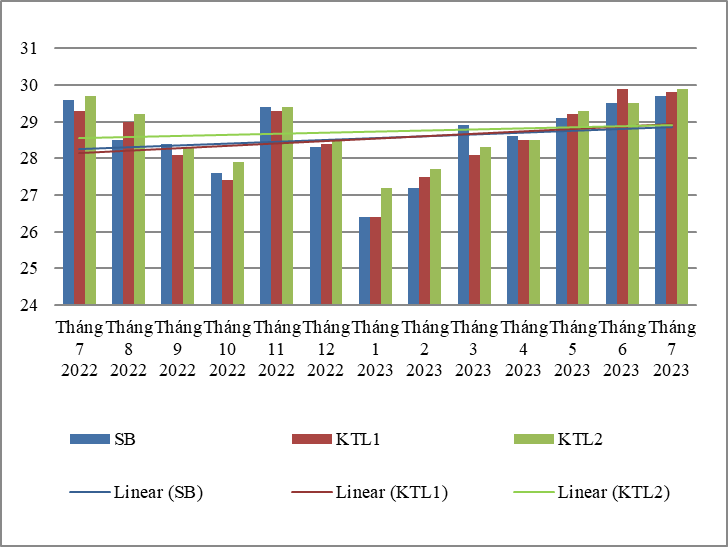 31
30
29
28
27
26
25
24
Tháng Tháng Tháng Tháng Tháng Tháng Tháng Tháng Tháng Tháng Tháng Tháng Tháng
7 8 9 10 11 12 1 2 3 4 5 6 7
2022 2022 2022 2022 2022 2022 2023 2023 2023 2023 2023 2023 2023
SB KTL1 KTL2
Linear (SB) Linear (KTL1) Linear (KTL2)